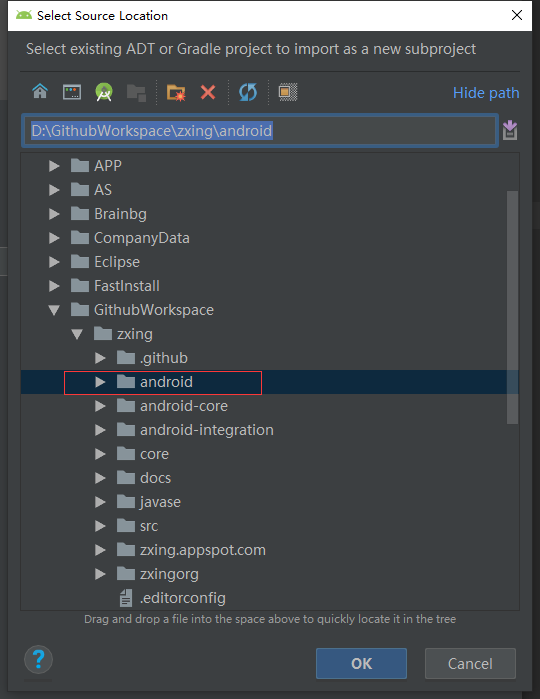 Select Source Location
Select existing ADT or Gradle project to import as a new subproject
Hide path
D:\GithubWorkspace\zxing\android
APP
AS
Brainbg
CompanyData
Eclipse
FastInstall
GithubWorkspace
zxing
.github
android
android-core
android-integration
core
docs
javase
src
zxing.appspot.com
zxingorg
.editorconfig
Drag and drop a file into the space above to quickly locate it in the tree
?
OK
Cancel